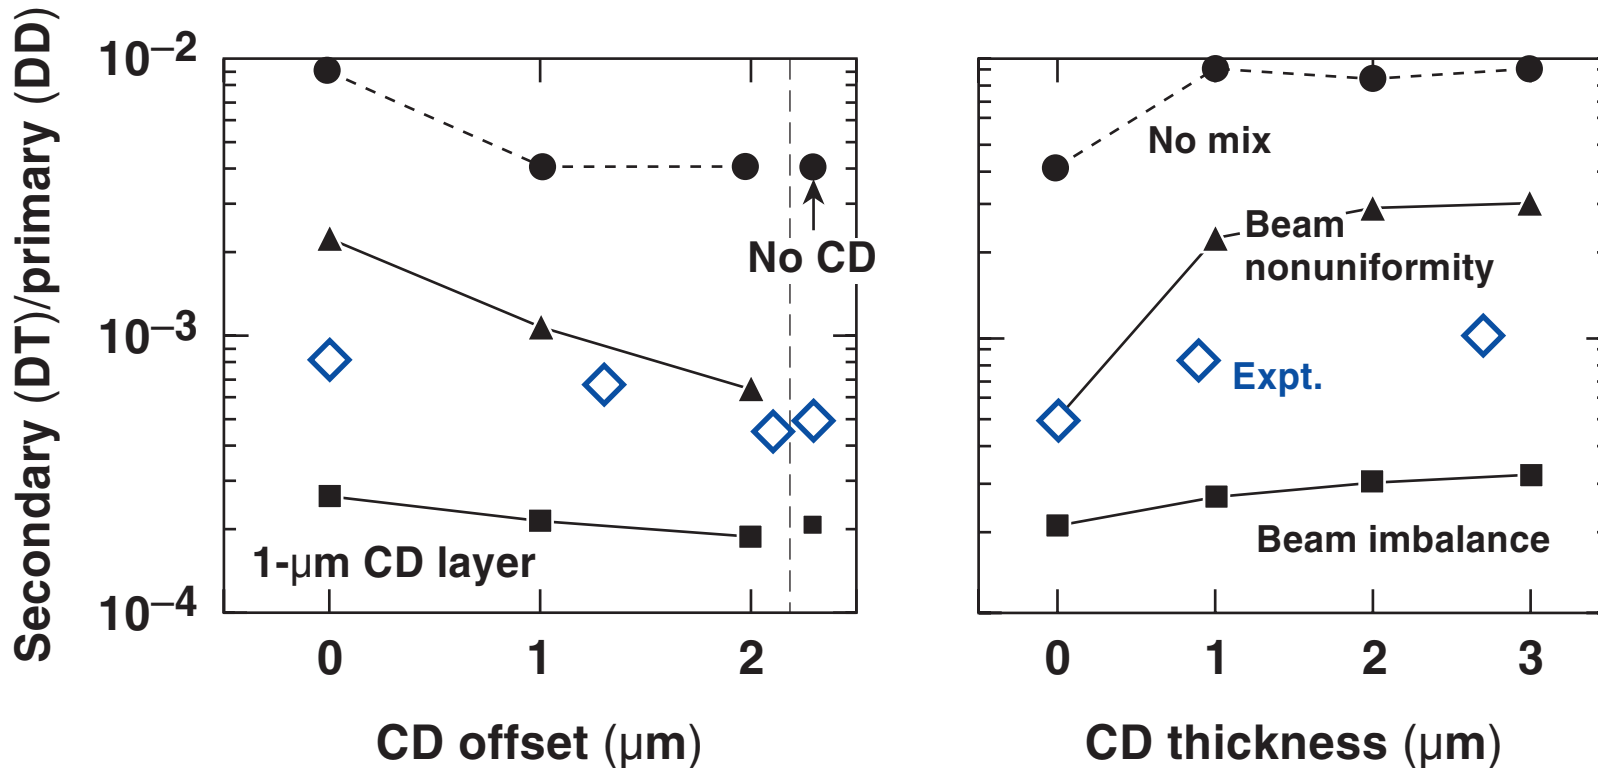 Secondary (DT)/primary (DD)
10–2
10–3
10–4
No CD
1-μm CD layer
0 1 2
CD offset (μm)
No mix
Beam
nonuniformity
Expt.
Beam imbalance
0 1 2 3
CD thickness (μm)